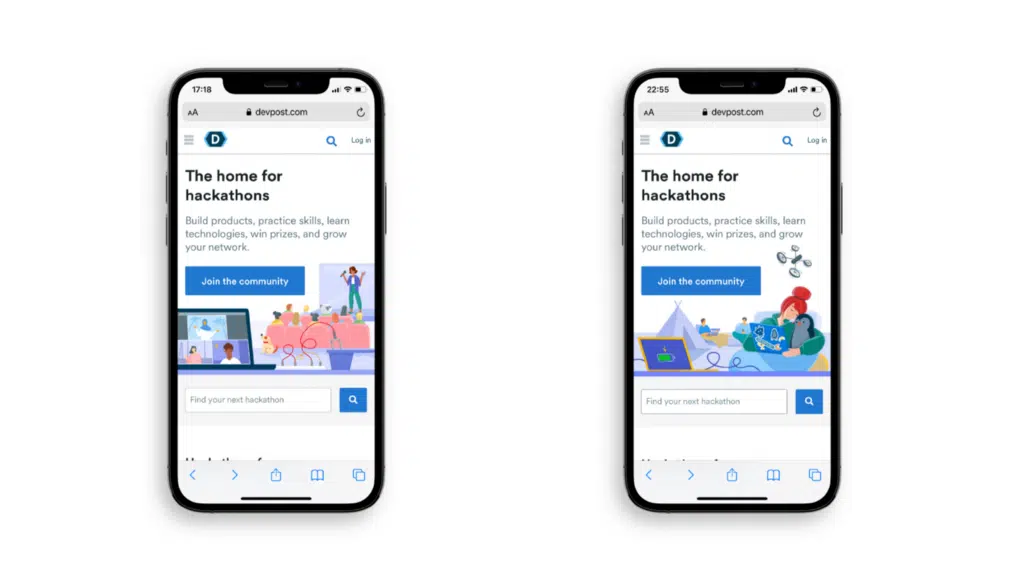 17:18
AA devpost.com
D
Log in
The home for
hackathons
Build products, practice skills, learn
technologies, win prizes, and grow
your network.
Join the community
Find your next hackathon
22:55
AA devpost.com
D
Log in
The home for
hackathons
Build products, practice skills, learn
technologies, win prizes, and grow
your network.
Join the community
Find your next hackathon